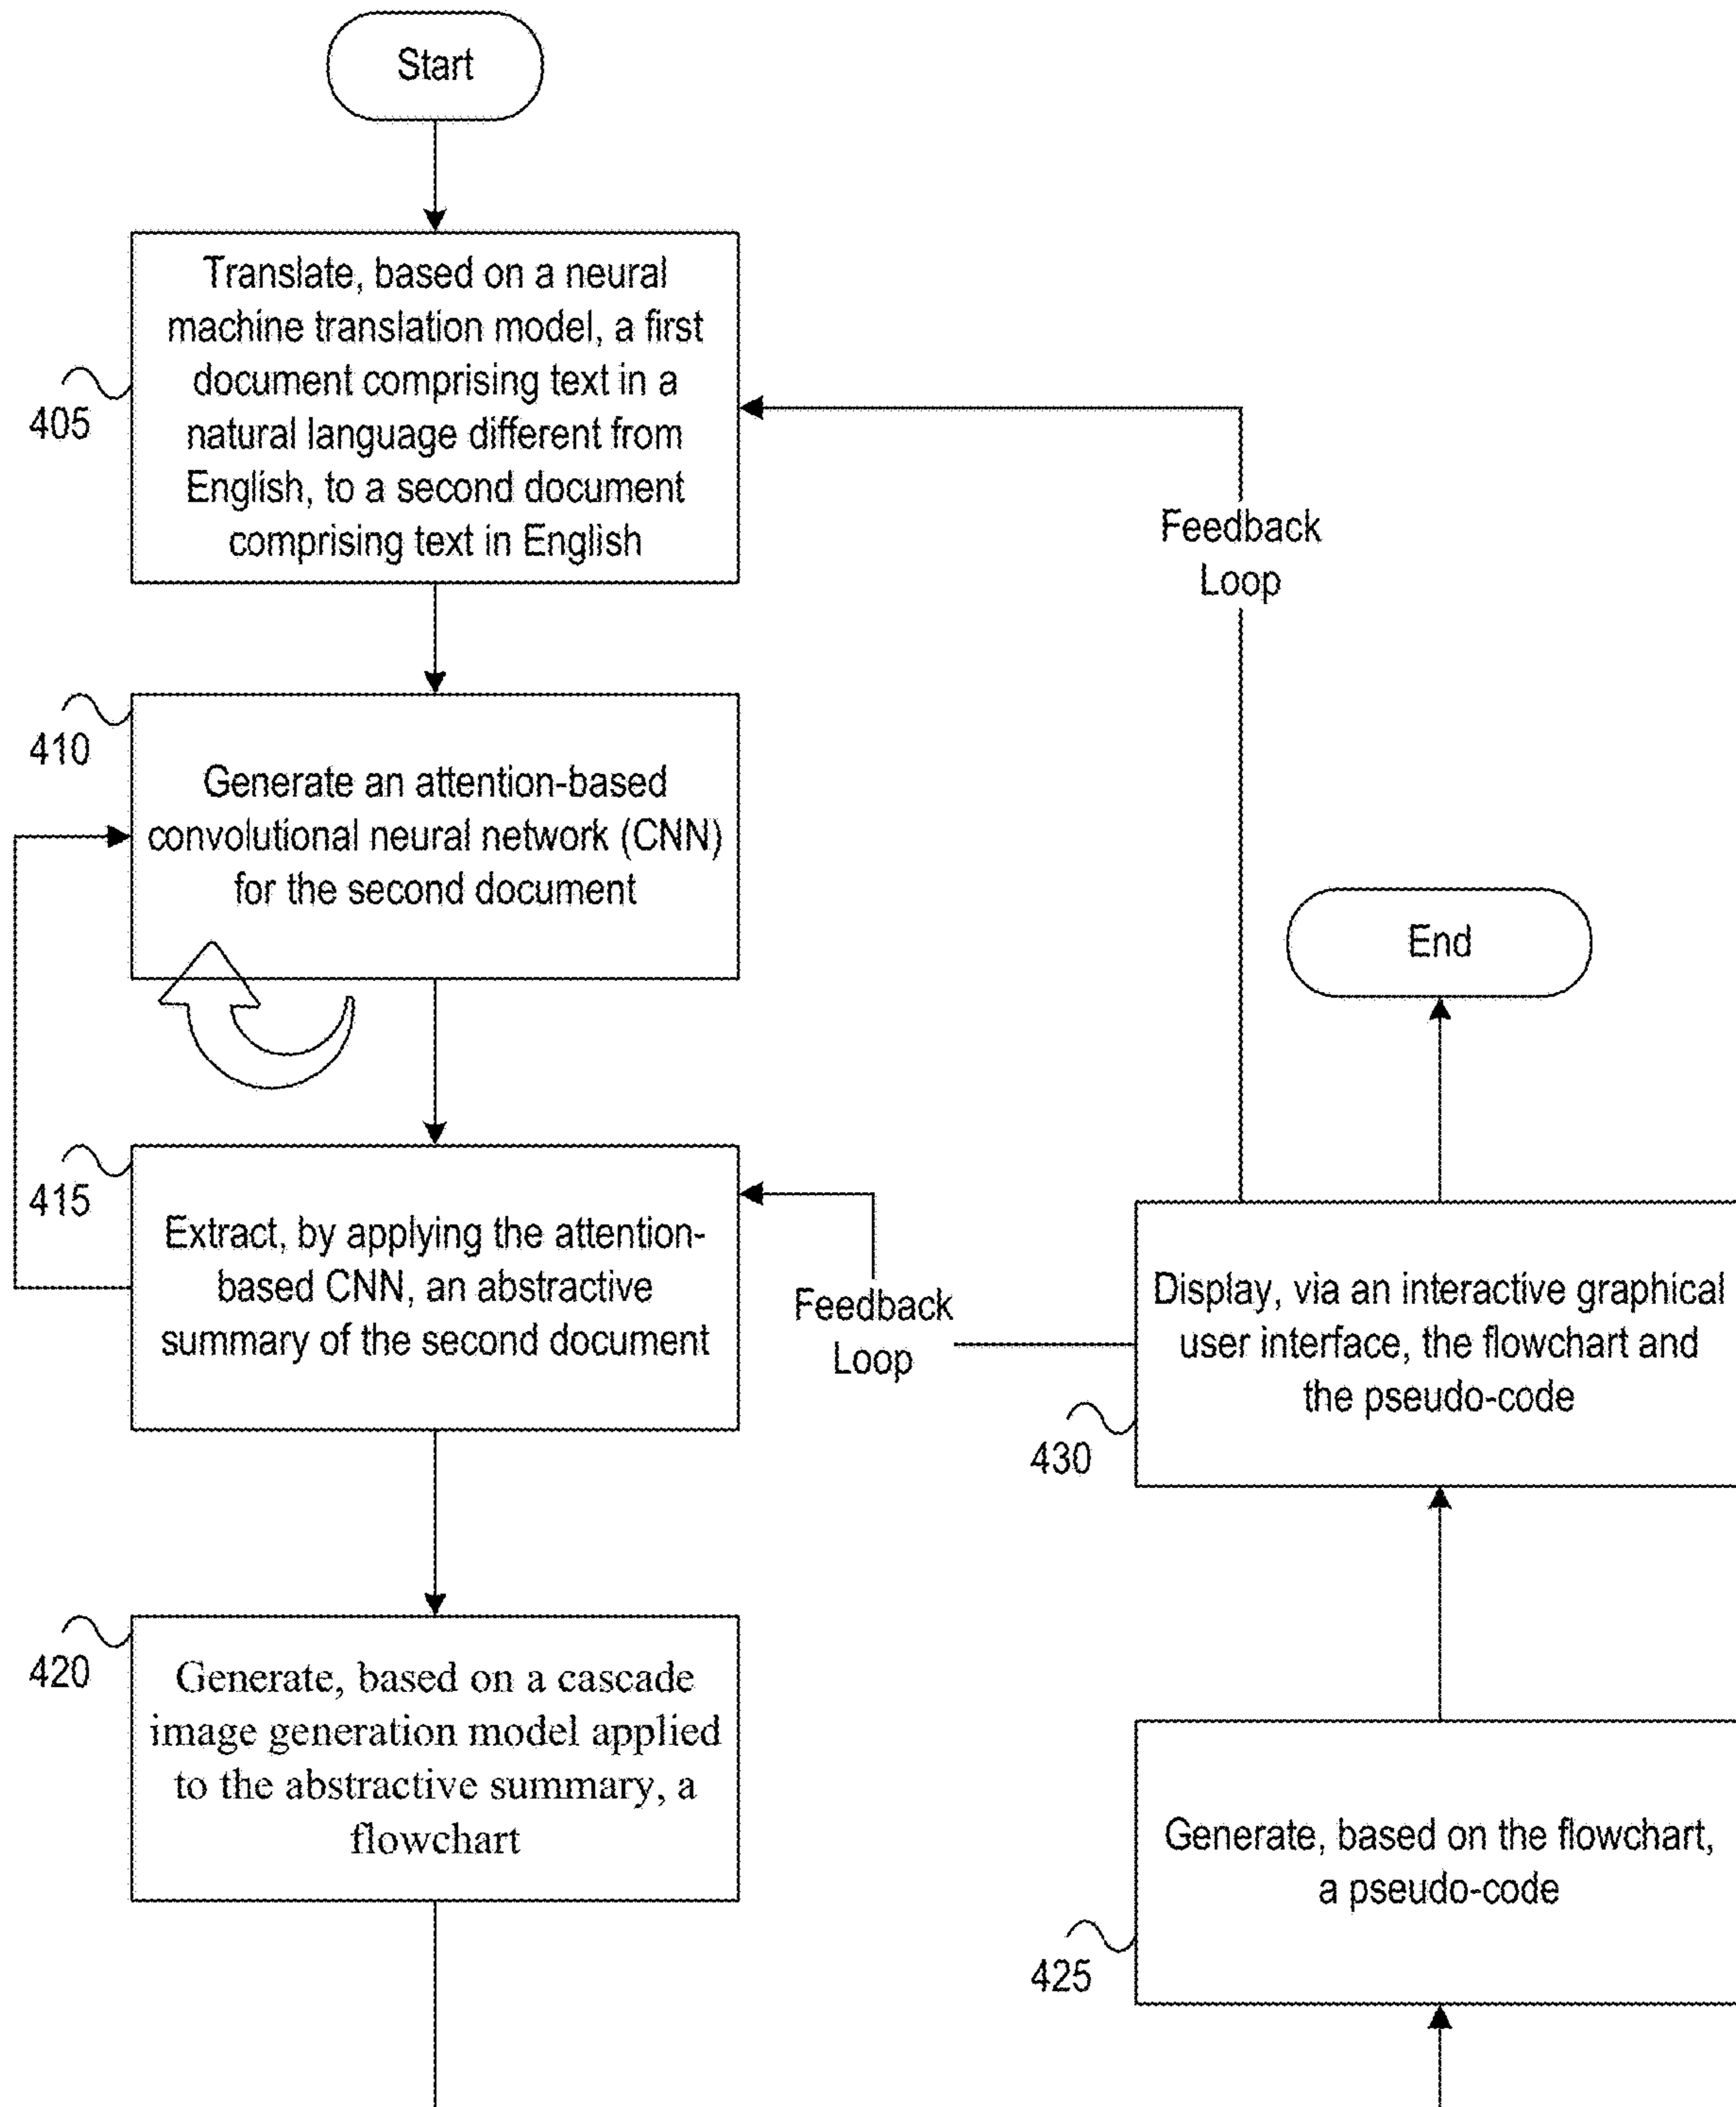 Start
Translate, based on a neural
machine translation model, a first
document comprising text in a
natural language different from
English, to a second document
comprising text in English
405
410
Generate an attention-based
convolutional neural network (CNN)
for the second document
415
Extract, by applying the attention-
based CNN, an abstractive
summary of the second document
420
Generate, based on a cascade
image generation model applied
to the abstractive summary, a
flowchart
Feedback
Loop
Feedback
Loop
End
Display, via an interactive graphical
user interface, the flowchart and
the pseudo-code
430
Generate, based on the flowchart,
a pseudo-code
425